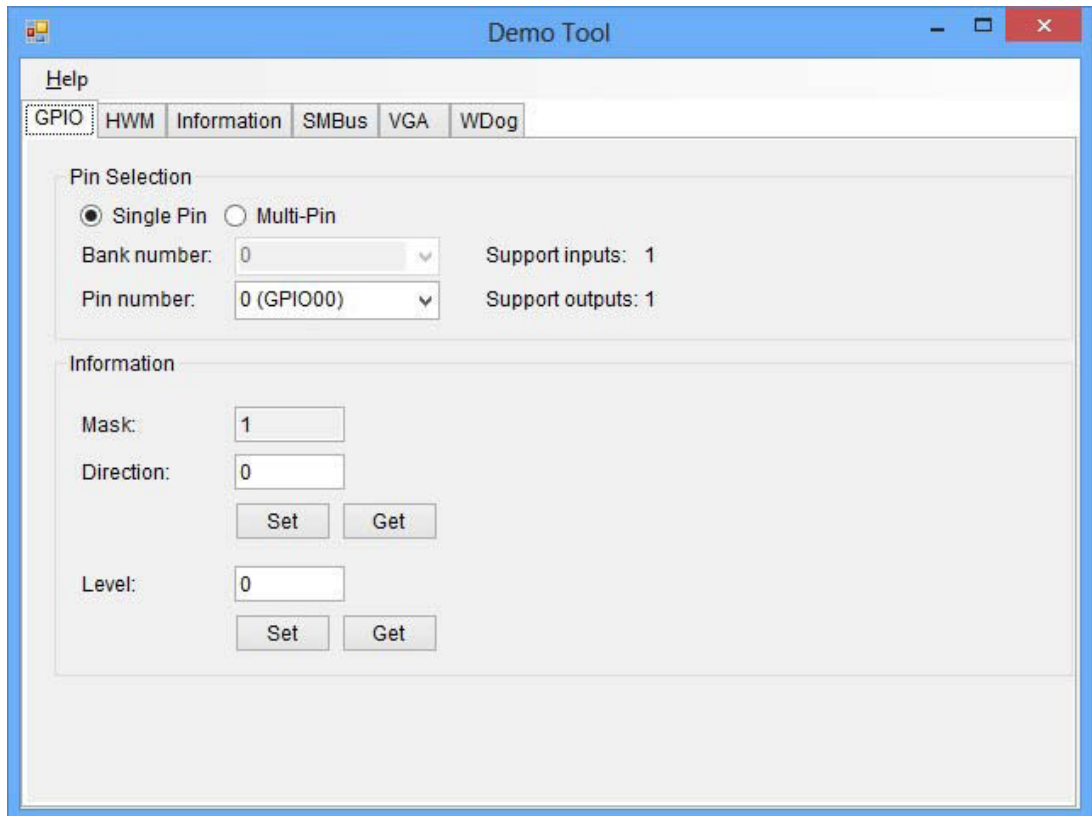 Demo Tool
Help
GPIO HWM Information SMBus VGA WDog
Pin Selection
Single Pin Multi-Pin
Bank number: 0 Support inputs: 1
Pin number: 0 (GPIO00) Support outputs: 1
Information
Mask: 1
Direction: 0
Set Get
Level: 0
Set Get